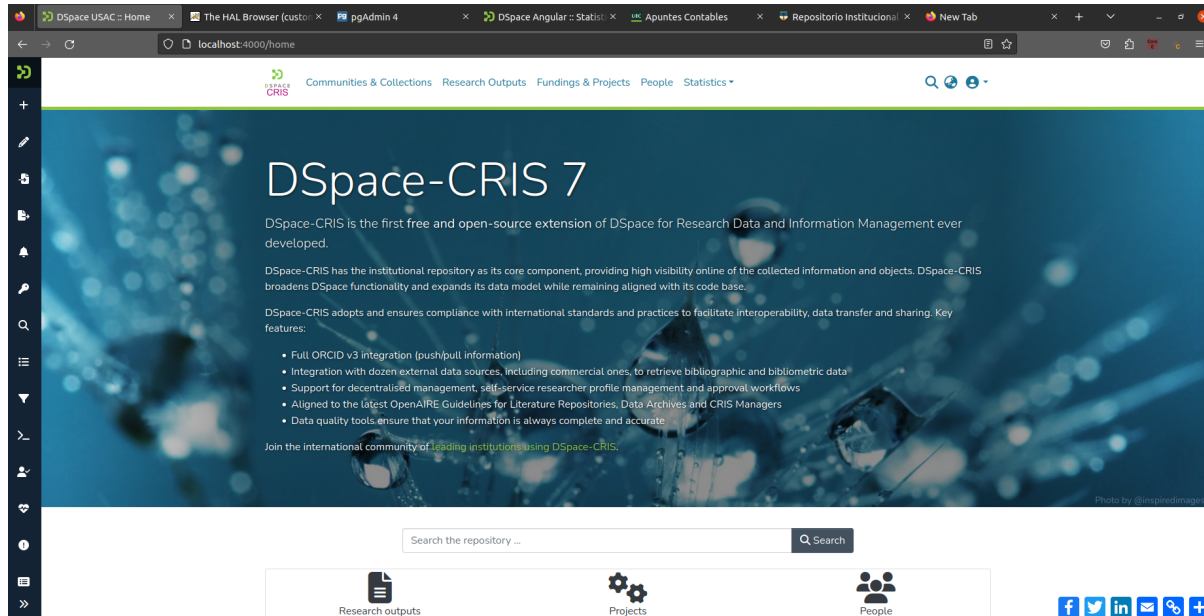 DSpace USAC :: Home
The HAL Browser (custon
pgAdmin 4
DSpace Angular :: Statisti
UIC Apuntes Contables
Repositorio Institucional
New Tab
localhost:4000/home
DSPACE
CRIS
Communities & Collections Research Outputs Fundings & Projects People Statistics
DSpace-CRIS 7
DSpace-CRIS is the first free and open-source extension of DSpace for Research Data and Information Management ever
developed.
DSpace-CRIS has the institutional repository as its core component, providing high visibility online of the collected information and objects. DSpace-CRIS
broadens DSpace functionality and expands its data model while remaining aligned with its code base.
DSpace-CRIS adopts and ensures compliance with international standards and practices to facilitate interoperability, data transfer and sharing. Key
features:
• Full ORCID v3 integration (push/pull information)
• Integration with dozen external data sources, including commercial ones, to retrieve bibliographic and bibliometric data
• Support for decentralised management, self-service researcher profile management and approval workflows
• Aligned to the latest OpenAIRE Guidelines for Literature Repositories, Data Archives and CRIS Managers
• Data quality tools ensure that your information is always complete and accurate
Join the international community of leading institutions using DSpace-CRIS.
Photo by @inspiredimages
Search the repository ...
Search
Research outputs
Projects
People